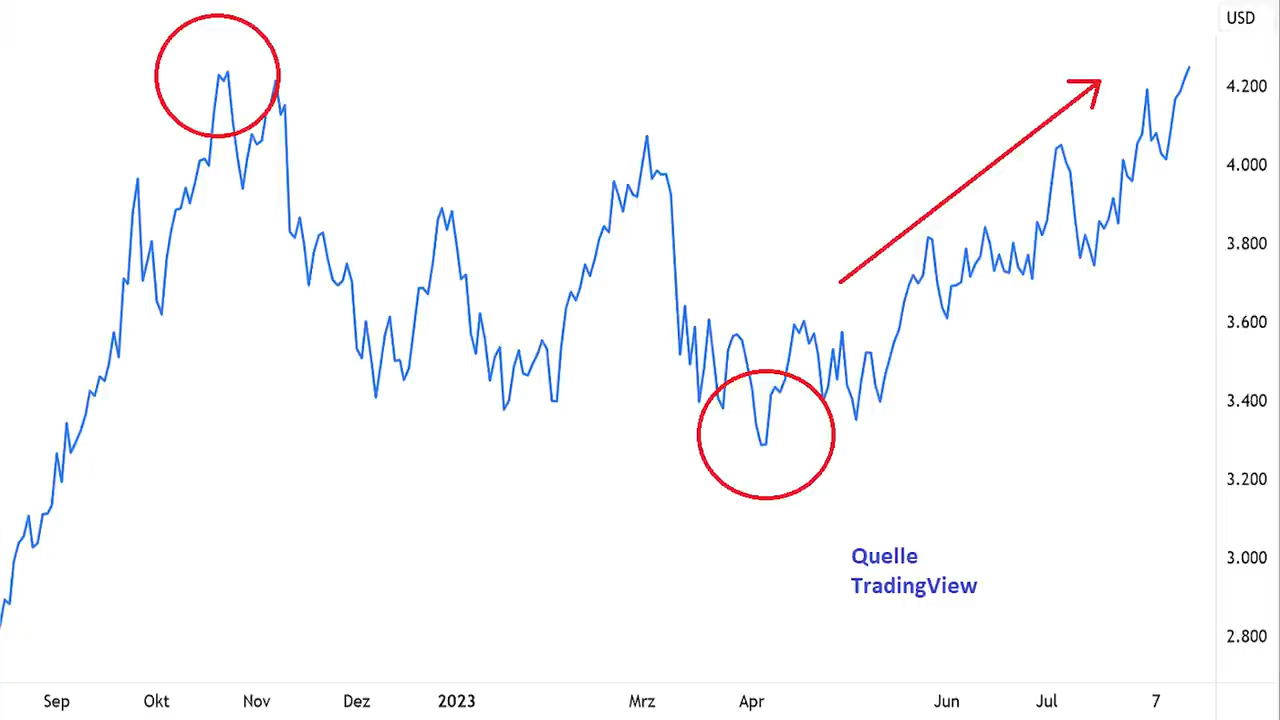 USD
4.200
4.000
3.800
3.600
3.400
3.200
3.000
2.800
Quelle
TradingView
Sep Okt Nov Dez 2023 Mrz Apr Jun Jul 7